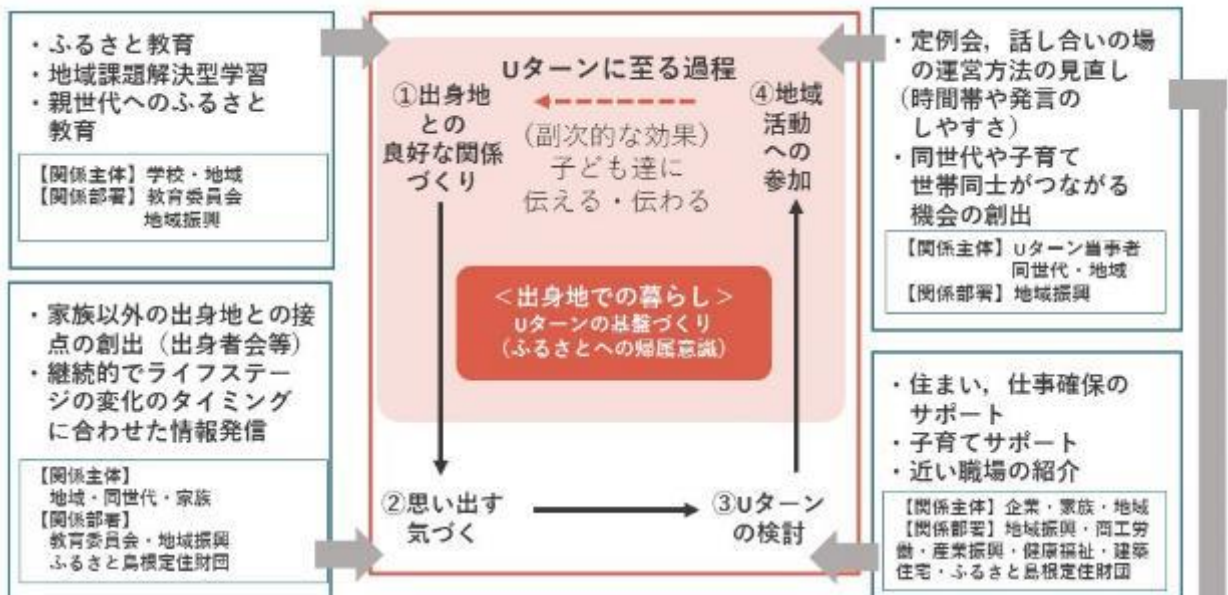 ・ふるさと教育
・地域課題解決型学習
・親世代へのふるさと
教育
【関係主体】学校・地域
【関係部署】教育委員会
地域振興
・家族以外の出身地との接
点の創出（出身者会等）
・継続的でライフステー
ジの変化のタイミング
に合わせた情報発信
【関係主体】
地域・同世代・家族
【関係部署】
教育委員会・地域振興
ふるさと島根定住財団
Uターンに至る過程
①出身地
との
良好な関係
づくり
（副次的な効果）
子ども達に
伝える・伝わる
④地域
活動
への
参加
＜出身地での暮らし＞
Uターンの基盤づくり
（ふるさとへの帰属意識）
②思い出す
気づく
③Uターン
の検討
・定例会，話し合いの場
の運営方法の見直し
（時間帯や発言の
しやすさ）
・同世代や子育て
世帯同士がつながる
機会の創出
【関係主体】Uターン当事者
同世代・地域
【関係部署】地域振興
・住まい，仕事確保の
サポート
・子育てサポート
・近い職場の紹介
【関係主体】企業・家族・地域
【関係部署】地域振興・商工労
働・産業振興・健康福祉・建築
住宅・ふるさと島根定住財団